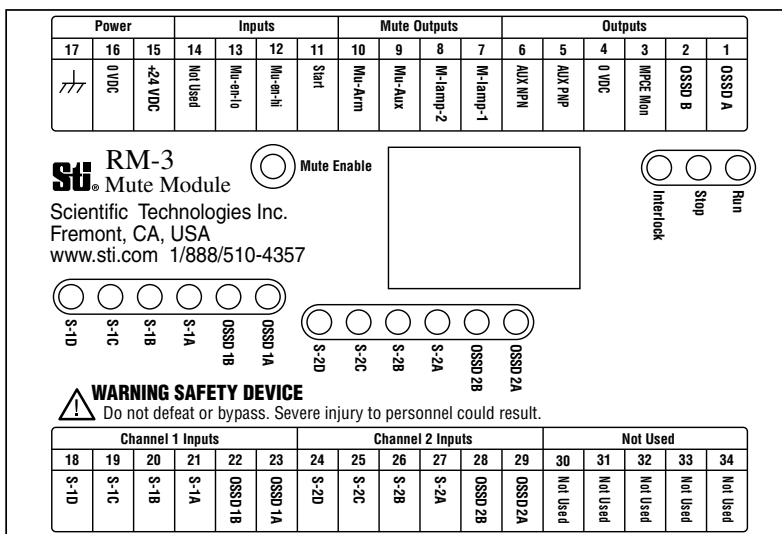 Power Inputs Mute Outputs Outputs
17 16 15 14 13 12 11 10 9 8 7 6 5 4 3 2 1
0 VDC +24 VDC Not Used Mu-en-lo Mu-en-hi Start Mu-Arm Mu-Aux M-lamp-2 M-lamp-1 AUX NPN AUX PNP 0 VDC MPCE Mon OSSD B OSSD A
Sti® RM-3
Mute Module
Mute Enable
Interlock Stop Run
Scientific Technologies Inc.
Fremont, CA, USA
www.sti.com 1/888/510-4357
S-1D S-1C S-1B S-1A OSSD 1B OSSD 1A
S-2D S-2C S-2B S-2A OSSD 2B OSSD 2A
WARNING SAFETY DEVICE
Do not defeat or bypass. Severe injury to personnel could result.
Channel 1 Inputs Channel 2 Inputs Not Used
18 19 20 21 22 23 24 25 26 27 28 29 30 31 32 33 34
S-1D S-1C S-1B S-1A OSSD 1B OSSD 1A S-2D S-2C S-2B S-2A OSSD 2B OSSD 2A Not Used Not Used Not Used Not Used Not Used